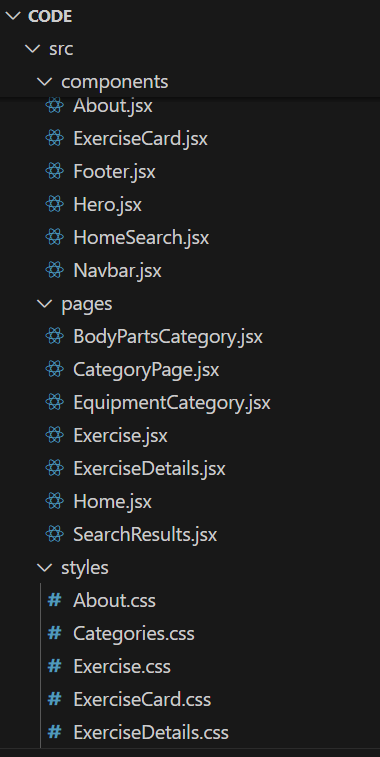 CODE
src
components
About.jsx
ExerciseCard.jsx
Footer.jsx
Hero.jsx
HomeSearch.jsx
Navbar.jsx
pages
BodyPartsCategory.jsx
CategoryPage.jsx
EquipmentCategory.jsx
Exercise.jsx
ExerciseDetails.jsx
Home.jsx
SearchResults.jsx
styles
# About.css
# Categories.css
# Exercise.css
# ExerciseCard.css
# ExerciseDetails.css